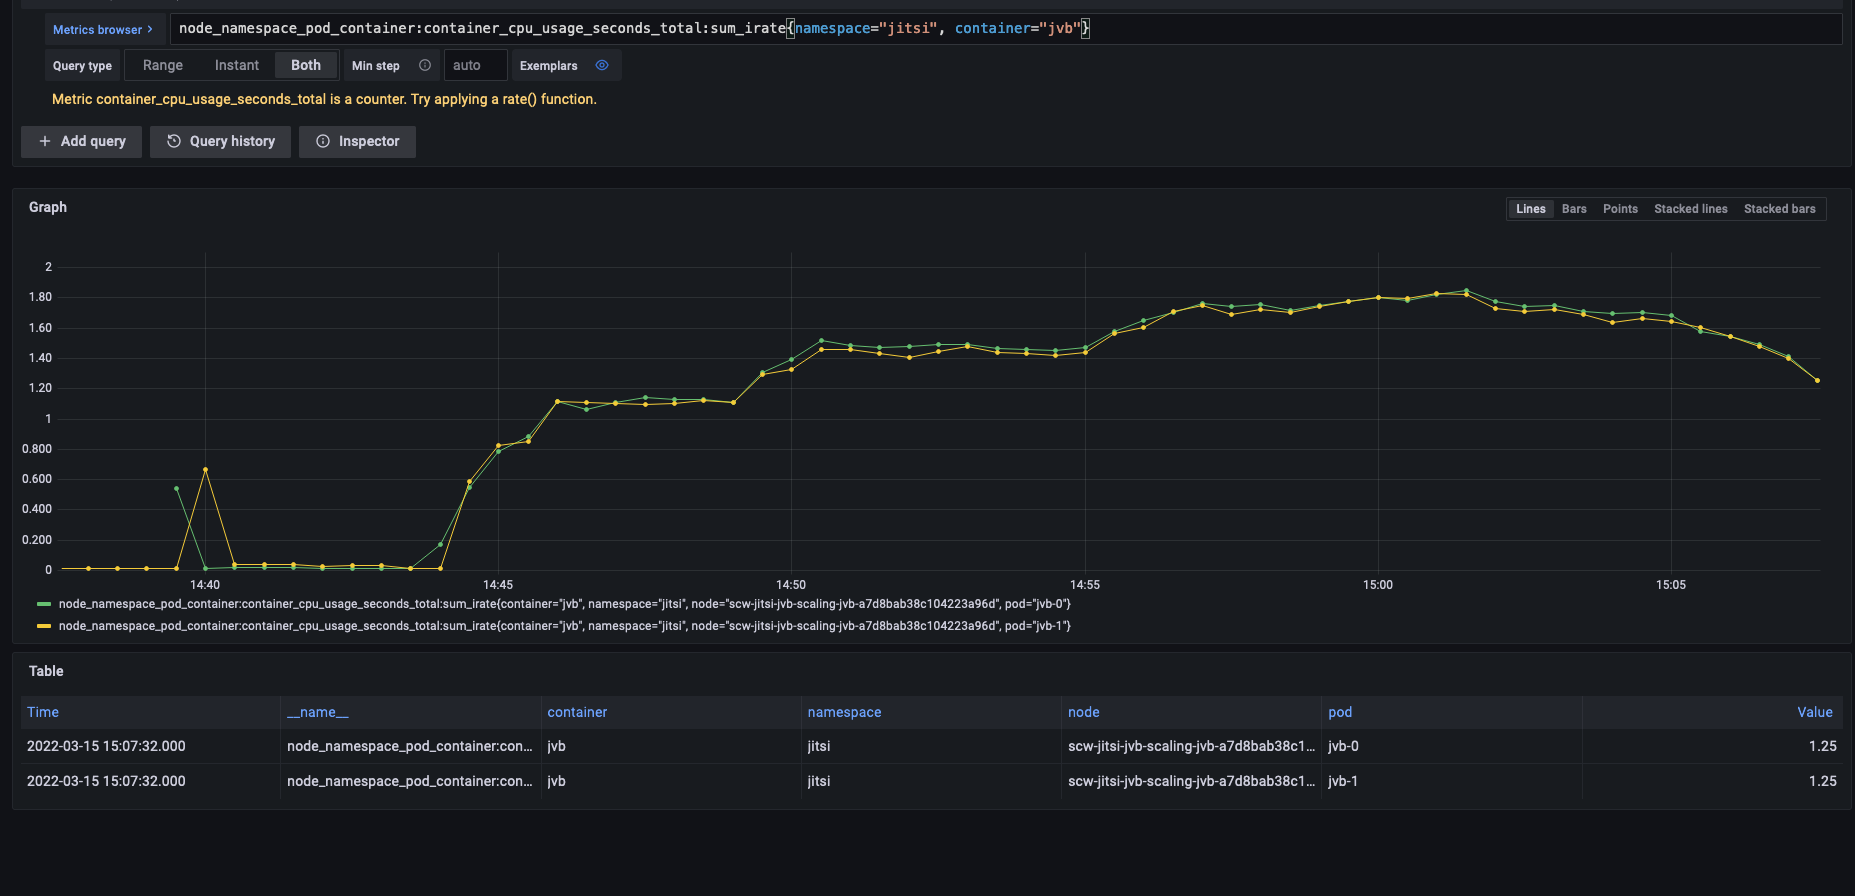 Metrics browser >
node_namespace_pod_container:container_cpu_usage_seconds_total:sum_irate{namespace="jitsi", container="jvb"}
Query type Range Instant Both Min step auto Exemplars
Metric container_cpu_usage_seconds_total is a counter. Try applying a rate() function.
+ Add query Query history Inspector
Graph
Lines Bars Points Stacked lines Stacked bars
2
1.80
1.60
1.40
1.20
1
0.800
0.600
0.400
0.200
0
14:40 14:45 14:50 14:55 15:00 15:05
node_namespace_pod_container:container_cpu_usage_seconds_total:sum_irate{container="jvb", namespace="jitsi", node="scw-jitsi-jvb-scaling-jvb-a7d8bab38c104223a96d", pod="jvb-0"}
node_namespace_pod_container:container_cpu_usage_seconds_total:sum_irate{container="jvb", namespace="jitsi", node="scw-jitsi-jvb-scaling-jvb-a7d8bab38c104223a96d", pod="jvb-1"}
Table
Time __name__ container namespace node pod Value
2022-03-15 15:07:32.000 node_namespace_pod_container:con... jvb jitsi scw-jitsi-jvb-scaling-jvb-a7d8bab38c1... jvb-0 1.25
2022-03-15 15:07:32.000 node_namespace_pod_container:con... jvb jitsi scw-jitsi-jvb-scaling-jvb-a7d8bab38c1... jvb-1 1.25